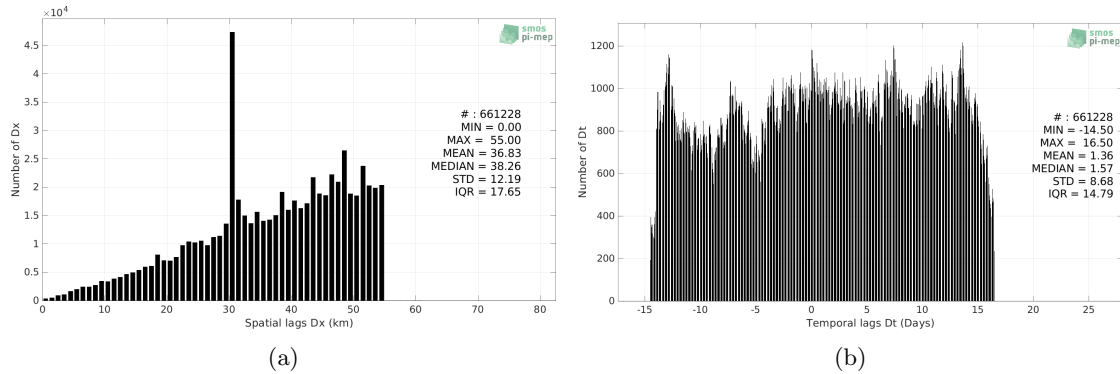 ×10⁴
4.5
4
3.5
3
2.5
2
1.5
1
0.5
0
Number of Dx
smos
pi-mep
# : 661228
MIN = 0.00
MAX = 55.00
MEAN = 36.83
MEDIAN = 38.26
STD = 12.19
IQR = 17.65
0 10 20 30 40 50 60 70 80
Spatial lags Dx (km)
(a)
1200
1000
800
600
400
200
0
Number of Dt
smos
pi-mep
# : 661228
MIN = -14.50
MAX = 16.50
MEAN = 1.36
MEDIAN = 1.57
STD = 8.68
IQR = 14.79
-15 -10 -5 0 5 10 15 20 25
Temporal lags Dt (Days)
(b)